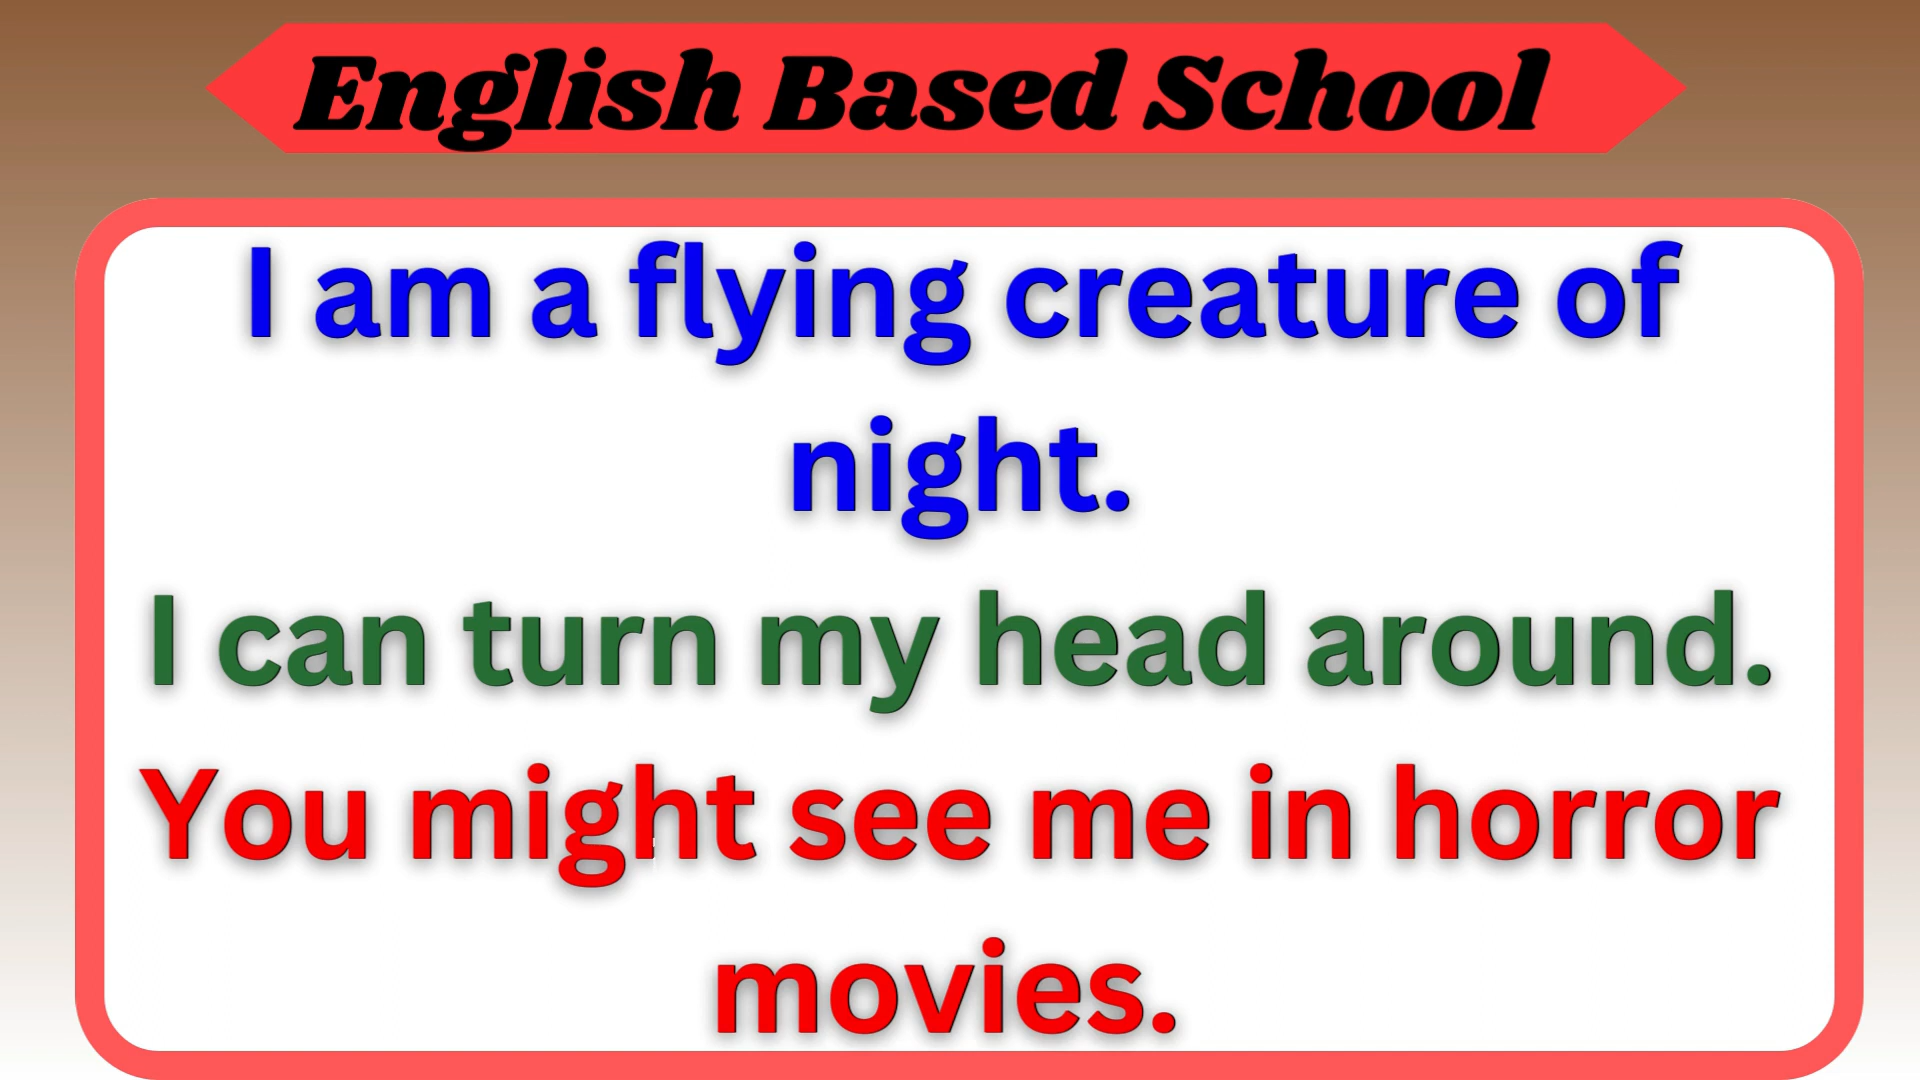 English Based School
I am a flying creature of
night.
I can turn my head around.
You might see me in horror
movies.